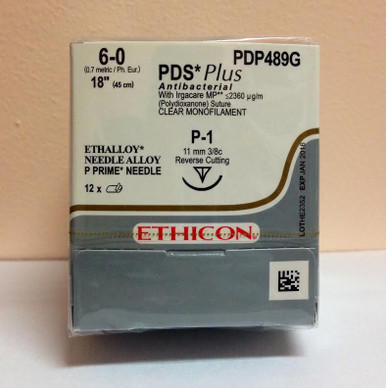 6-0
(0.7 metric / Ph. Eur.)
18" (45 cm)
PDS* Plus
Antibacterial
With Irgacare MP** ≤2360 µg/m
(Polydioxanone) Suture
CLEAR MONOFILAMENT
PDP489G
P-1
11 mm 3/8c
Reverse Cutting
ETHALLOY*
NEEDLE ALLOY
P PRIME* NEEDLE
12 x
LOTHE2352 EXP JAN 2016
ETHICON